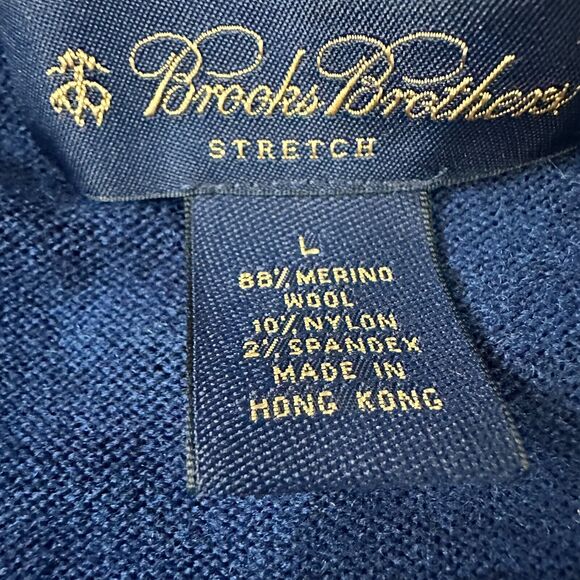 Brooks Brothers
STRETCH
L
88% MERINO
WOOL
10% NYLON
2% SPANDEX
MADE IN
HONG KONG